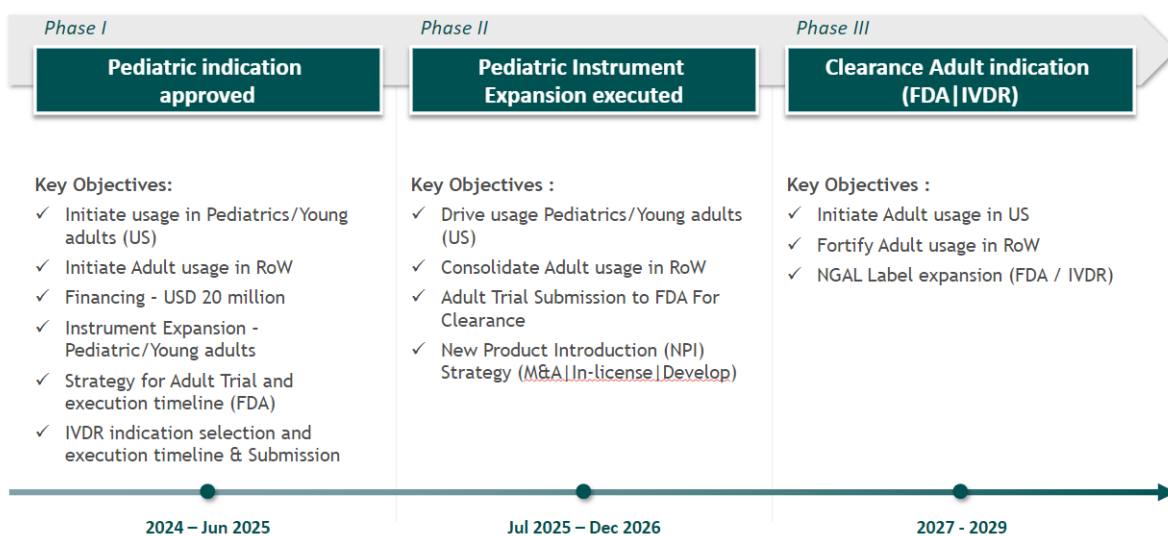 Phase I
Pediatric indication
approved
Key Objectives:
✓ Initiate usage in Pediatrics/Young
adults (US)
✓ Initiate Adult usage in RoW
✓ Financing – USD 20 million
✓ Instrument Expansion –
Pediatric/Young adults
✓ Strategy for Adult Trial and
execution timeline (FDA)
✓ IVDR indication selection and
execution timeline & Submission
2024 – Jun 2025
Phase II
Pediatric Instrument
Expansion executed
Key Objectives :
✓ Drive usage Pediatrics/Young adults
(US)
✓ Consolidate Adult usage in RoW
✓ Adult Trial Submission to FDA For
Clearance
✓ New Product Introduction (NPI)
Strategy (M&A|In-license|Develop)
Jul 2025 – Dec 2026
Phase III
Clearance Adult indication
(FDA|IVDR)
Key Objectives :
✓ Initiate Adult usage in US
✓ Fortify Adult usage in RoW
✓ NGAL Label expansion (FDA / IVDR)
2027 - 2029